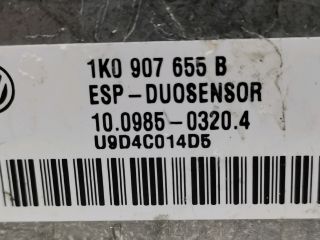 1K0 907 655 B
ESP-DUOSENSOR
10.0985-0320.4
U9D4C014D5